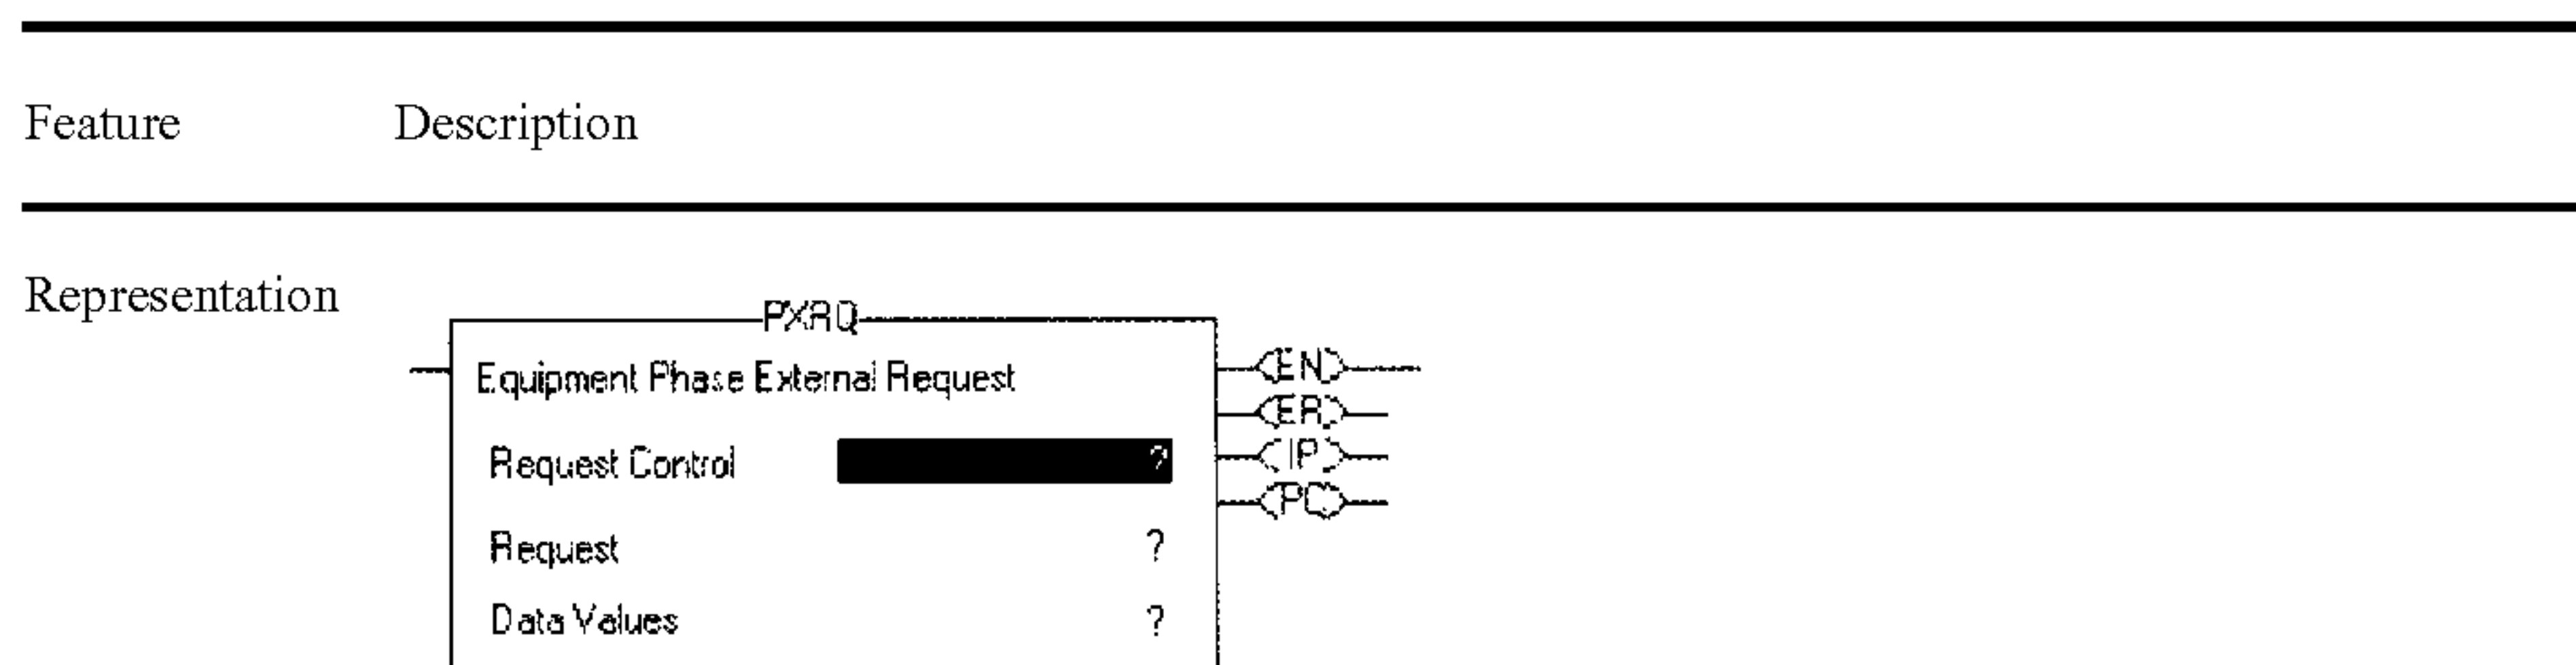 Feature Description
Representation
PXRQ
Equipment Phase External Request
EN
ER
Request Control ?
IP
PC
Request ?
Data Values ?